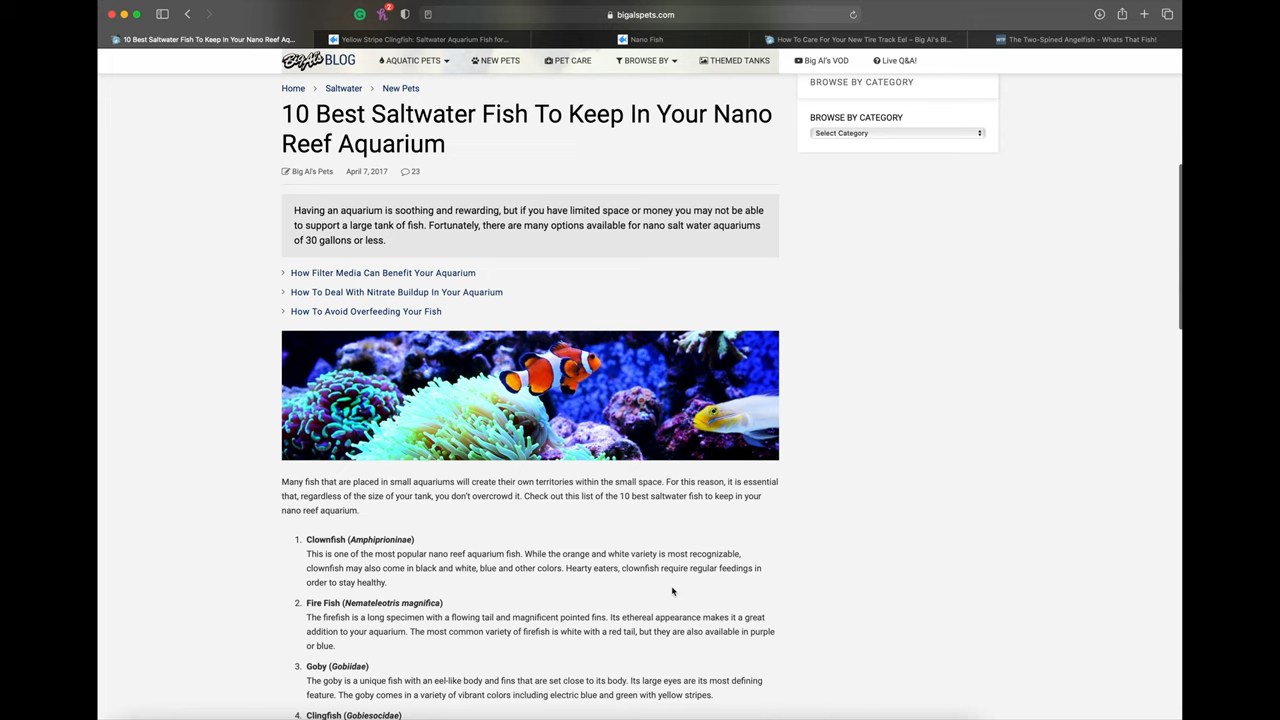 2
bigalspets.com
10 Best Saltwater Fish To Keep In Your Nano Reef Aq...
Yellow Stripe Clingfish: Saltwater Aquarium Fish for...
Nano Fish
How To Care For Your New Tire Track Eel – Big Al's Bl...
The Two-Spined Angelfish – Whats That Fish!
Big Al's BLOG
AQUATIC PETS
NEW PETS
PET CARE
BROWSE BY
THEMED TANKS
Big Al's VOD
Live Q&A!
Home > Saltwater > New Pets
10 Best Saltwater Fish To Keep In Your Nano
Reef Aquarium
Big Al's Pets April 7, 2017 23
Having an aquarium is soothing and rewarding, but if you have limited space or money you may not be able
to support a large tank of fish. Fortunately, there are many options available for nano salt water aquariums
of 30 gallons or less.
> How Filter Media Can Benefit Your Aquarium
> How To Deal With Nitrate Buildup In Your Aquarium
> How To Avoid Overfeeding Your Fish
Many fish that are placed in small aquariums will create their own territories within the small space. For this reason, it is essential
that, regardless of the size of your tank, you don't overcrowd it. Check out this list of the 10 best saltwater fish to keep in your
nano reef aquarium.
1. Clownfish (Amphiprioninae)
This is one of the most popular nano reef aquarium fish. While the orange and white variety is most recognizable,
clownfish may also come in black and white, blue and other colors. Hearty eaters, clownfish require regular feedings in
order to stay healthy.
2. Fire Fish (Nemateleotris magnifica)
The firefish is a long specimen with a flowing tail and magnificent pointed fins. Its ethereal appearance makes it a great
addition to your aquarium. The most common variety of firefish is white with a red tail, but they are also available in purple
or blue.
3. Goby (Gobiidae)
The goby is a unique fish with an eel-like body and fins that are set close to its body. Its large eyes are its most defining
feature. The goby comes in a variety of vibrant colors including electric blue and green with yellow stripes.
4. Clingfish (Gobiesocidae)
BROWSE BY CATEGORY
BROWSE BY CATEGORY
Select Category